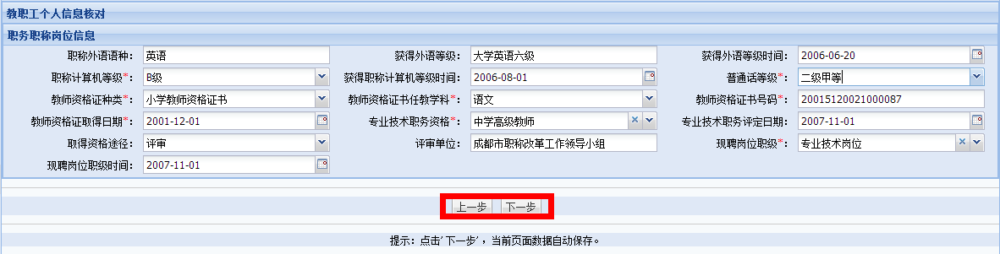 教职工个人信息核对
职务职称岗位信息
职称外语语种: 英语 获得外语等级: 大学英语六级 获得外语等级时间: 2006-06-20
职称计算机等级*: B级 获得职称计算机等级时间: 2006-08-01 普通话等级*: 二级甲等
教师资格证种类*: 小学教师资格证书 教师资格证书任教学科*: 语文 教师资格证书号码*: 20015120021000087
教师资格证取得日期*: 2001-12-01 专业技术职务资格*: 中学高级教师 专业技术职务评定日期: 2007-11-01
取得资格途径: 评审 评审单位: 成都市职称改革工作领导小组 现聘岗位职级*: 专业技术岗位
现聘岗位职级时间: 2007-11-01
上一步 下一步
提示: 点击'下一步', 当前页面数据自动保存。